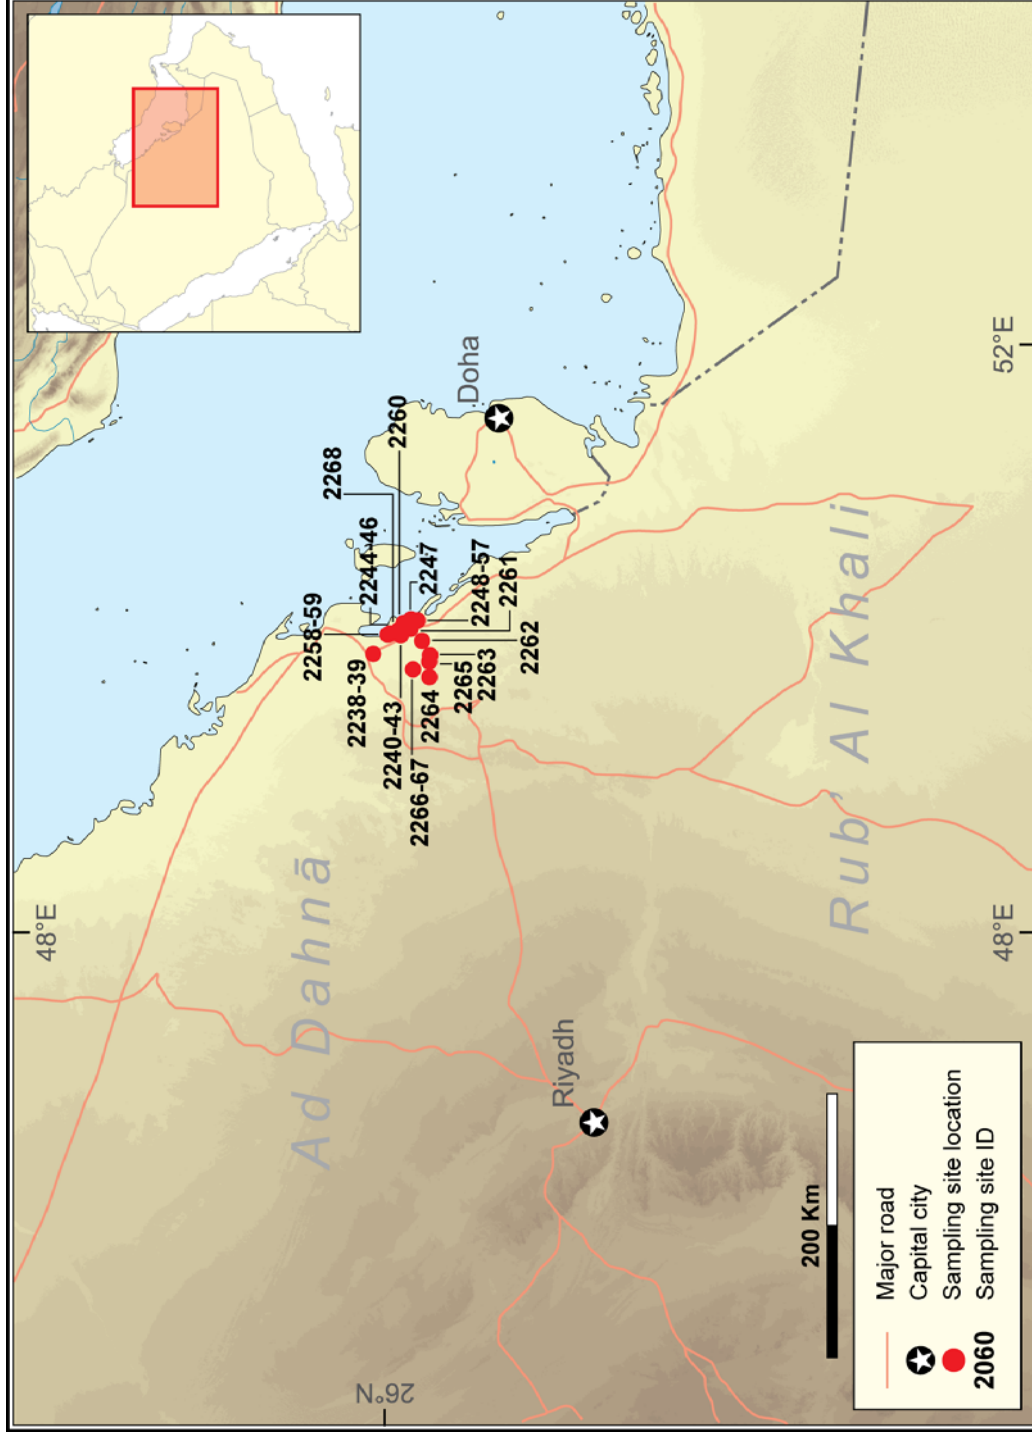 48°E
Ad Dahnā
26°N
2258-59
2244-46
2268
2260
Doha
2238-39
2240-43
2266-67
2264
2265
2263
2262
2261
2248-57
2247
Riyadh
Rub' Al Khali
48°E
52°E
200 Km
Major road
Capital city
Sampling site location
2060 Sampling site ID